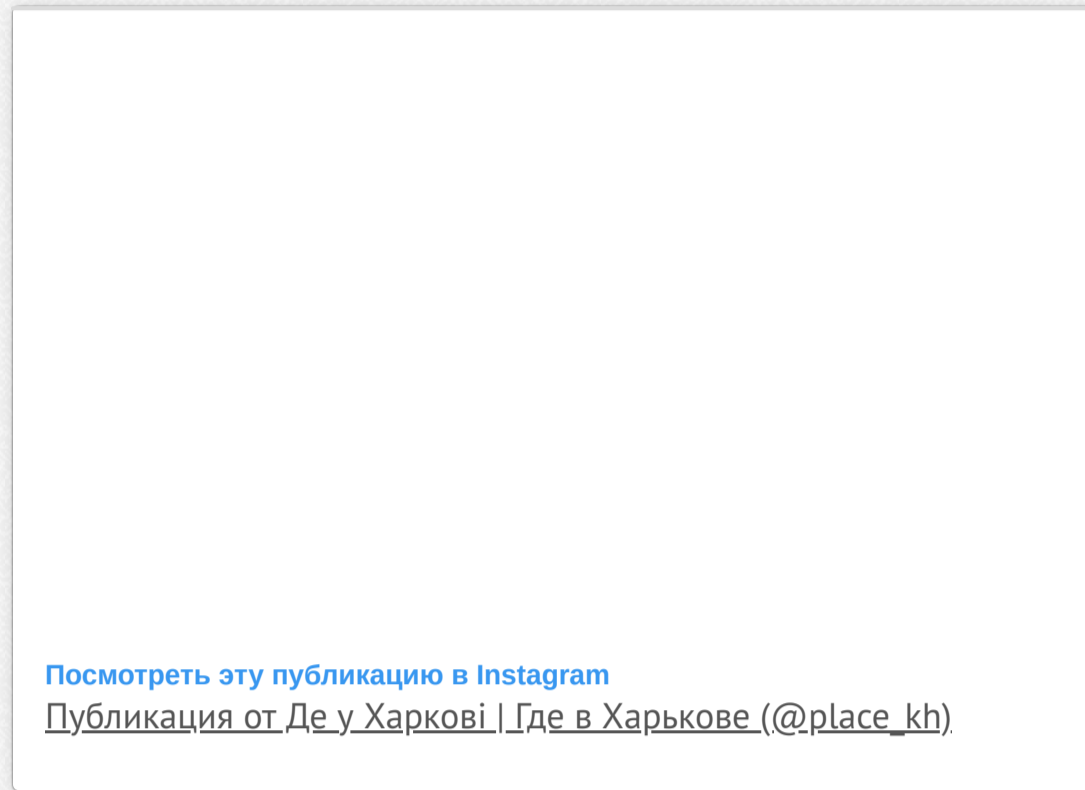 Посмотреть эту публикацию в Instagram
Публикация от Де у Харкові | Где в Харькове (@place_kh)